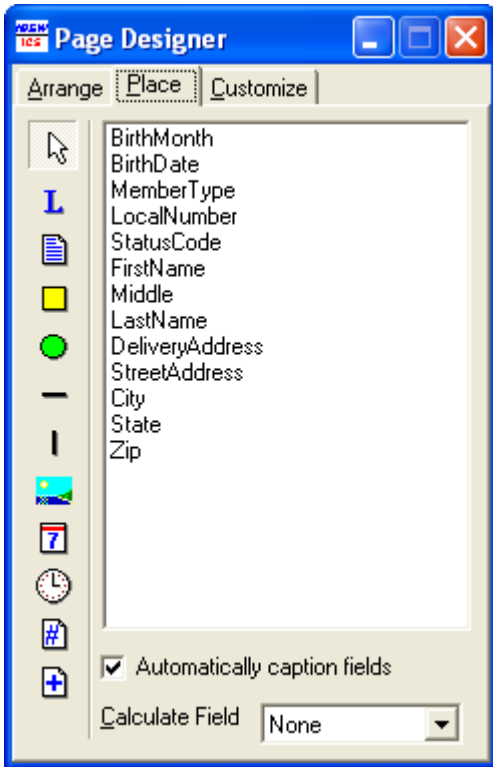 Page Designer
Arrange Place Customize
BirthMonth
BirthDate
MemberType
LocalNumber
StatusCode
FirstName
Middle
LastName
DeliveryAddress
StreetAddress
City
State
Zip
L
7
#
Automatically caption fields
Calculate Field None